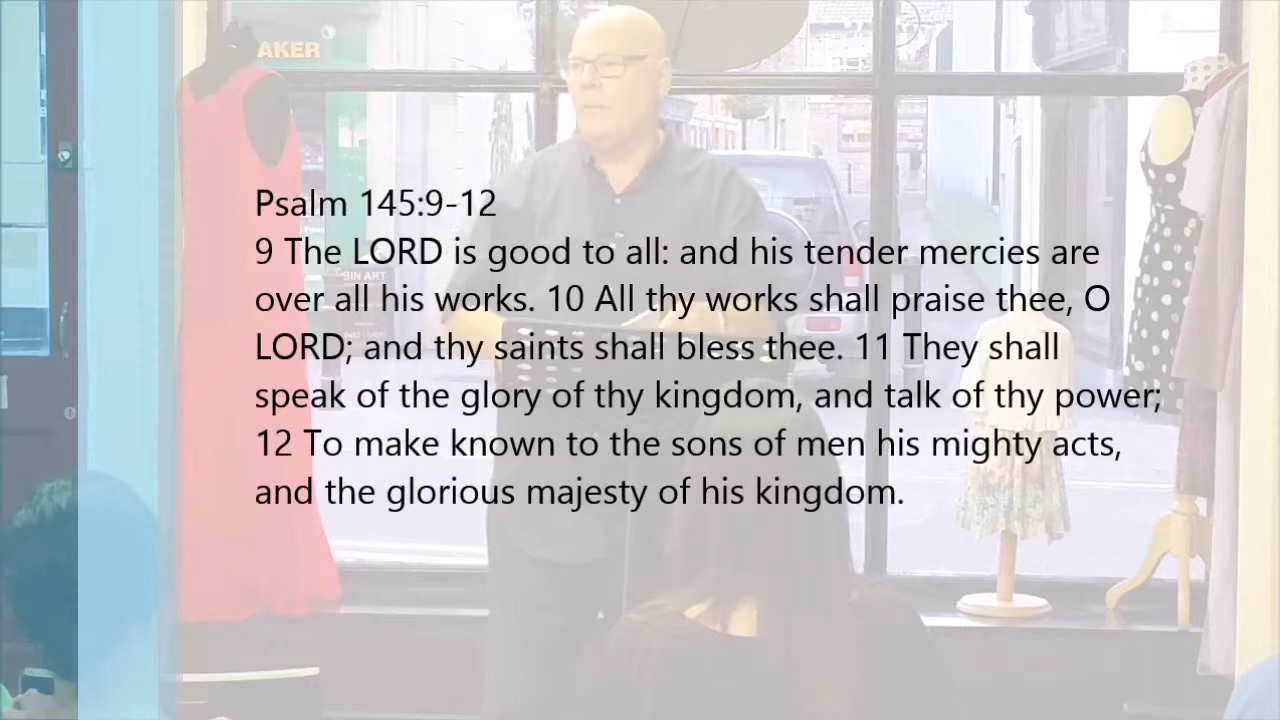 AKER
Psalm 145:9-12
9 The LORD is good to all: and his tender mercies are
over all his works. 10 All thy works shall praise thee, O
LORD; and thy saints shall bless thee. 11 They shall
speak of the glory of thy kingdom, and talk of thy power;
12 To make known to the sons of men his mighty acts,
and the glorious majesty of his kingdom.